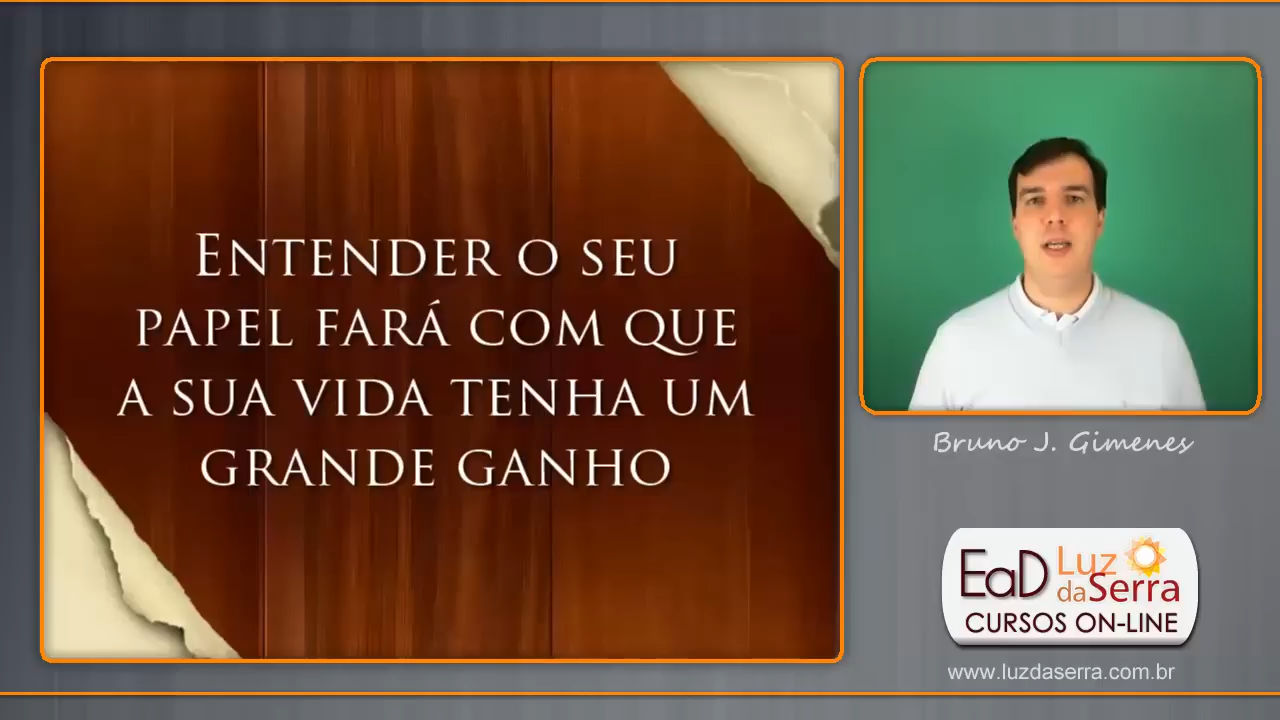 Entender o seu
papel fará com que
a sua vida tenha um
grande ganho
Bruno J. Gimenes
EaD Luz da Serra
CURSOS ON-LINE
www.luzdaserra.com.br